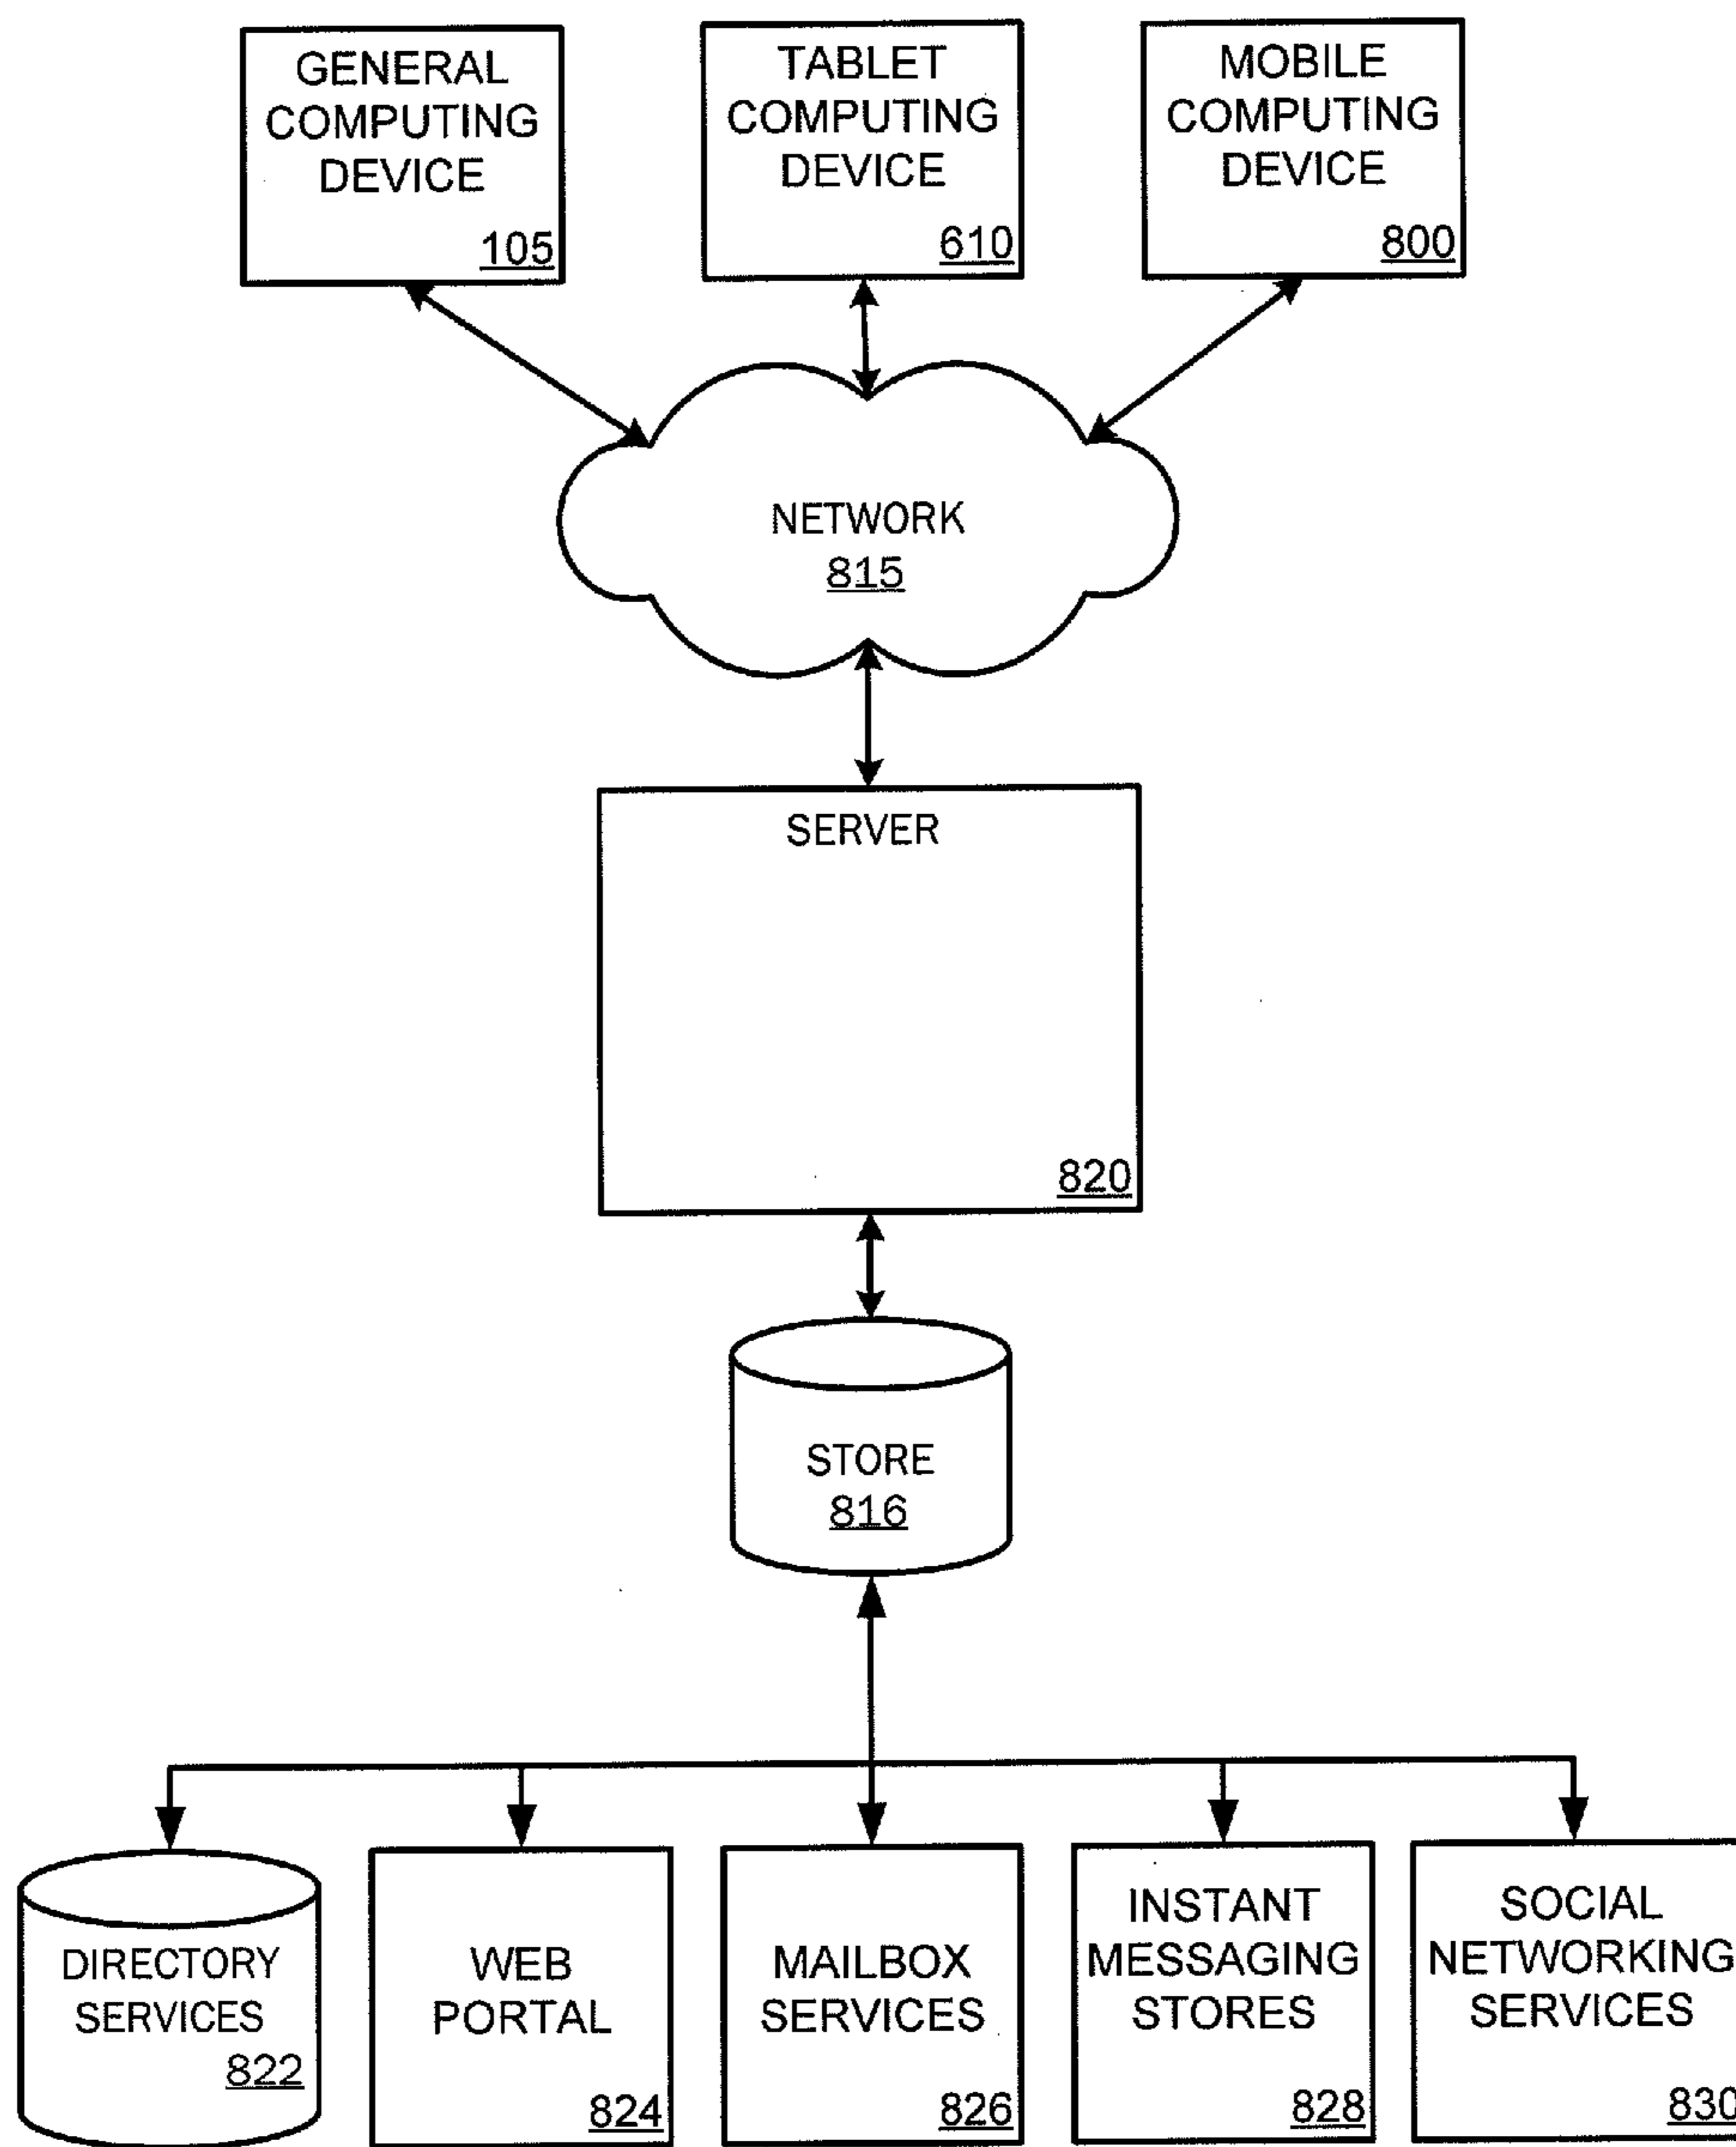 GENERAL
COMPUTING
DEVICE
105
TABLET
COMPUTING
DEVICE
610
MOBILE
COMPUTING
DEVICE
800
NETWORK
815
SERVER
820
STORE
816
DIRECTORY
SERVICES
822
WEB
PORTAL
824
MAILBOX
SERVICES
826
INSTANT
MESSAGING
STORES
828
SOCIAL
NETWORKING
SERVICES
830